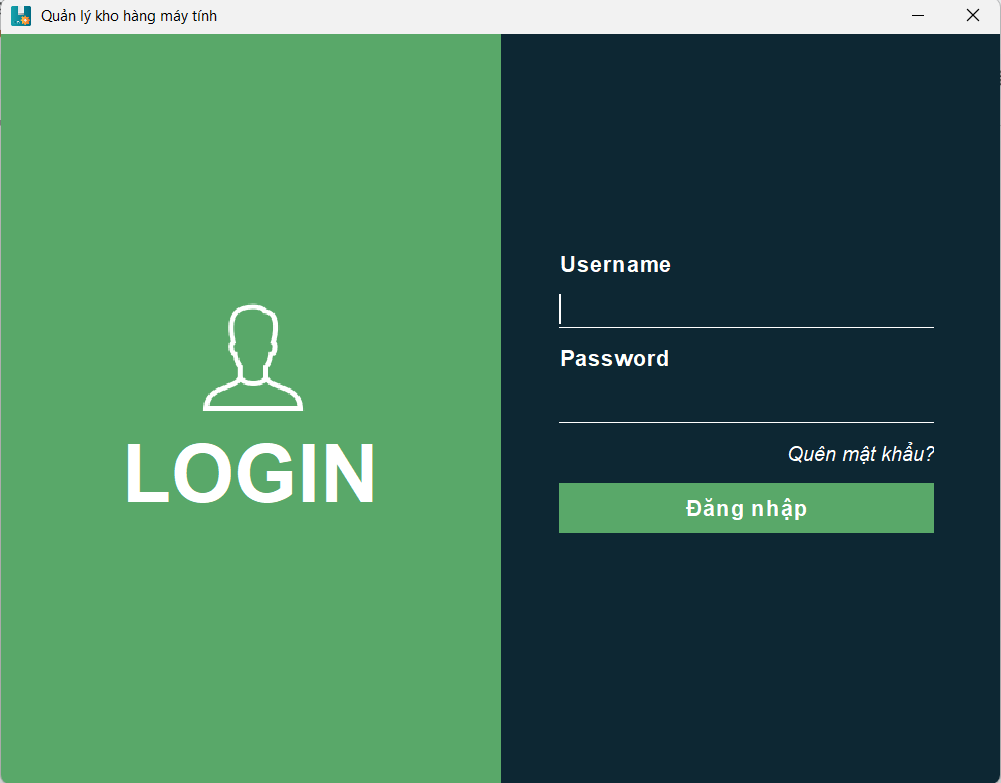 Quản lý kho hàng máy tính
LOGIN
Username
Password
Quên mật khẩu?
Đăng nhập